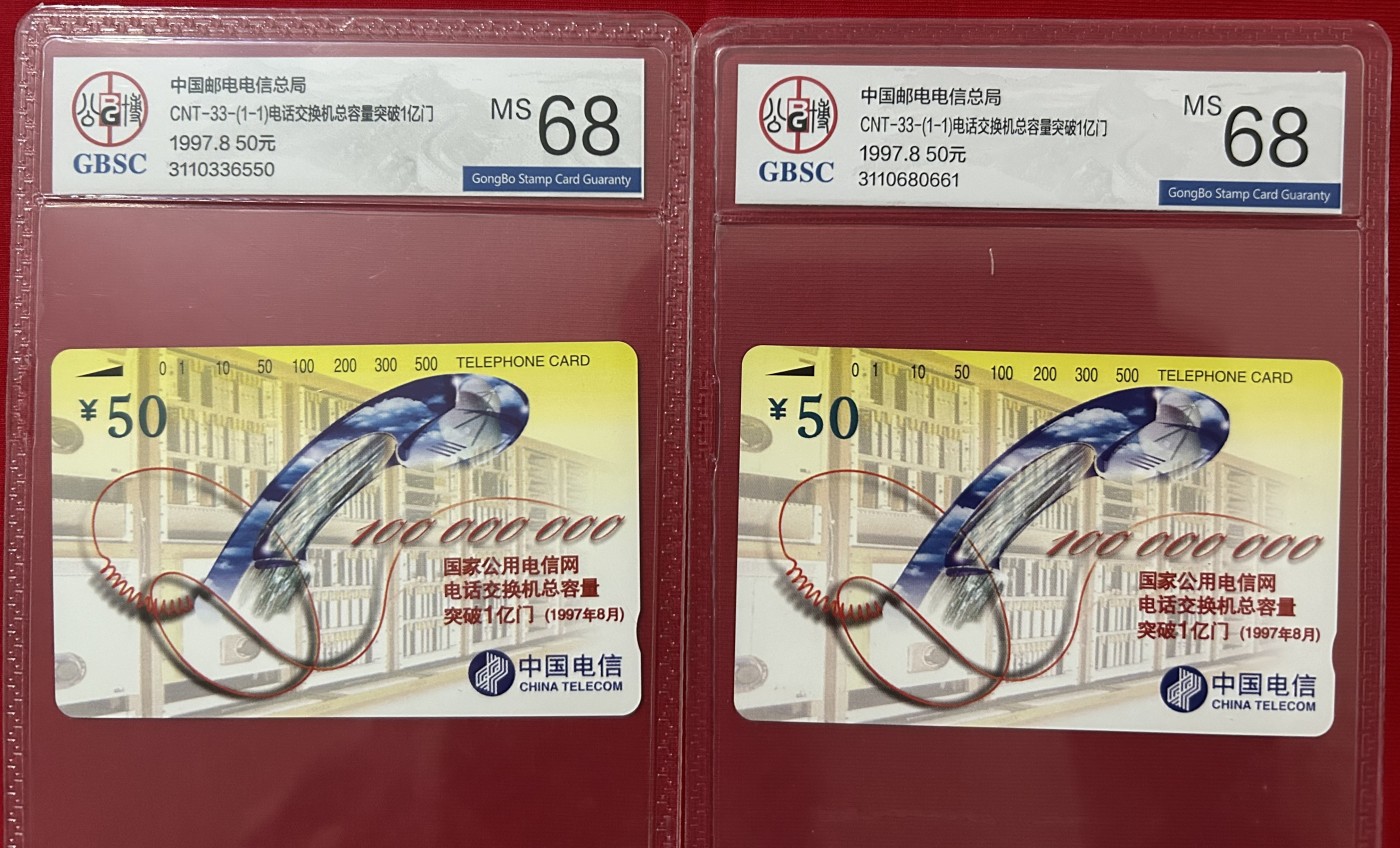 公博
BG
GBSC
中国邮电电信总局
CNT-33-(1-1)电话交换机总容量突破1亿门
1997.8 50元
3110336550
MS 68
GongBo Stamp Card Guaranty
0 1 10 50 100 200 300 500 TELEPHONE CARD
¥50
100 000 000
国家公用电信网
电话交换机总容量
突破1亿门 (1997年8月)
中国电信
CHINA TELECOM
公博
BG
GBSC
中国邮电电信总局
CNT-33-(1-1)电话交换机总容量突破1亿门
1997.8 50元
3110680661
MS 68
GongBo Stamp Card Guaranty
0 1 10 50 100 200 300 500 TELEPHONE CARD
¥50
100 000 000
国家公用电信网
电话交换机总容量
突破1亿门 (1997年8月)
中国电信
CHINA TELECOM